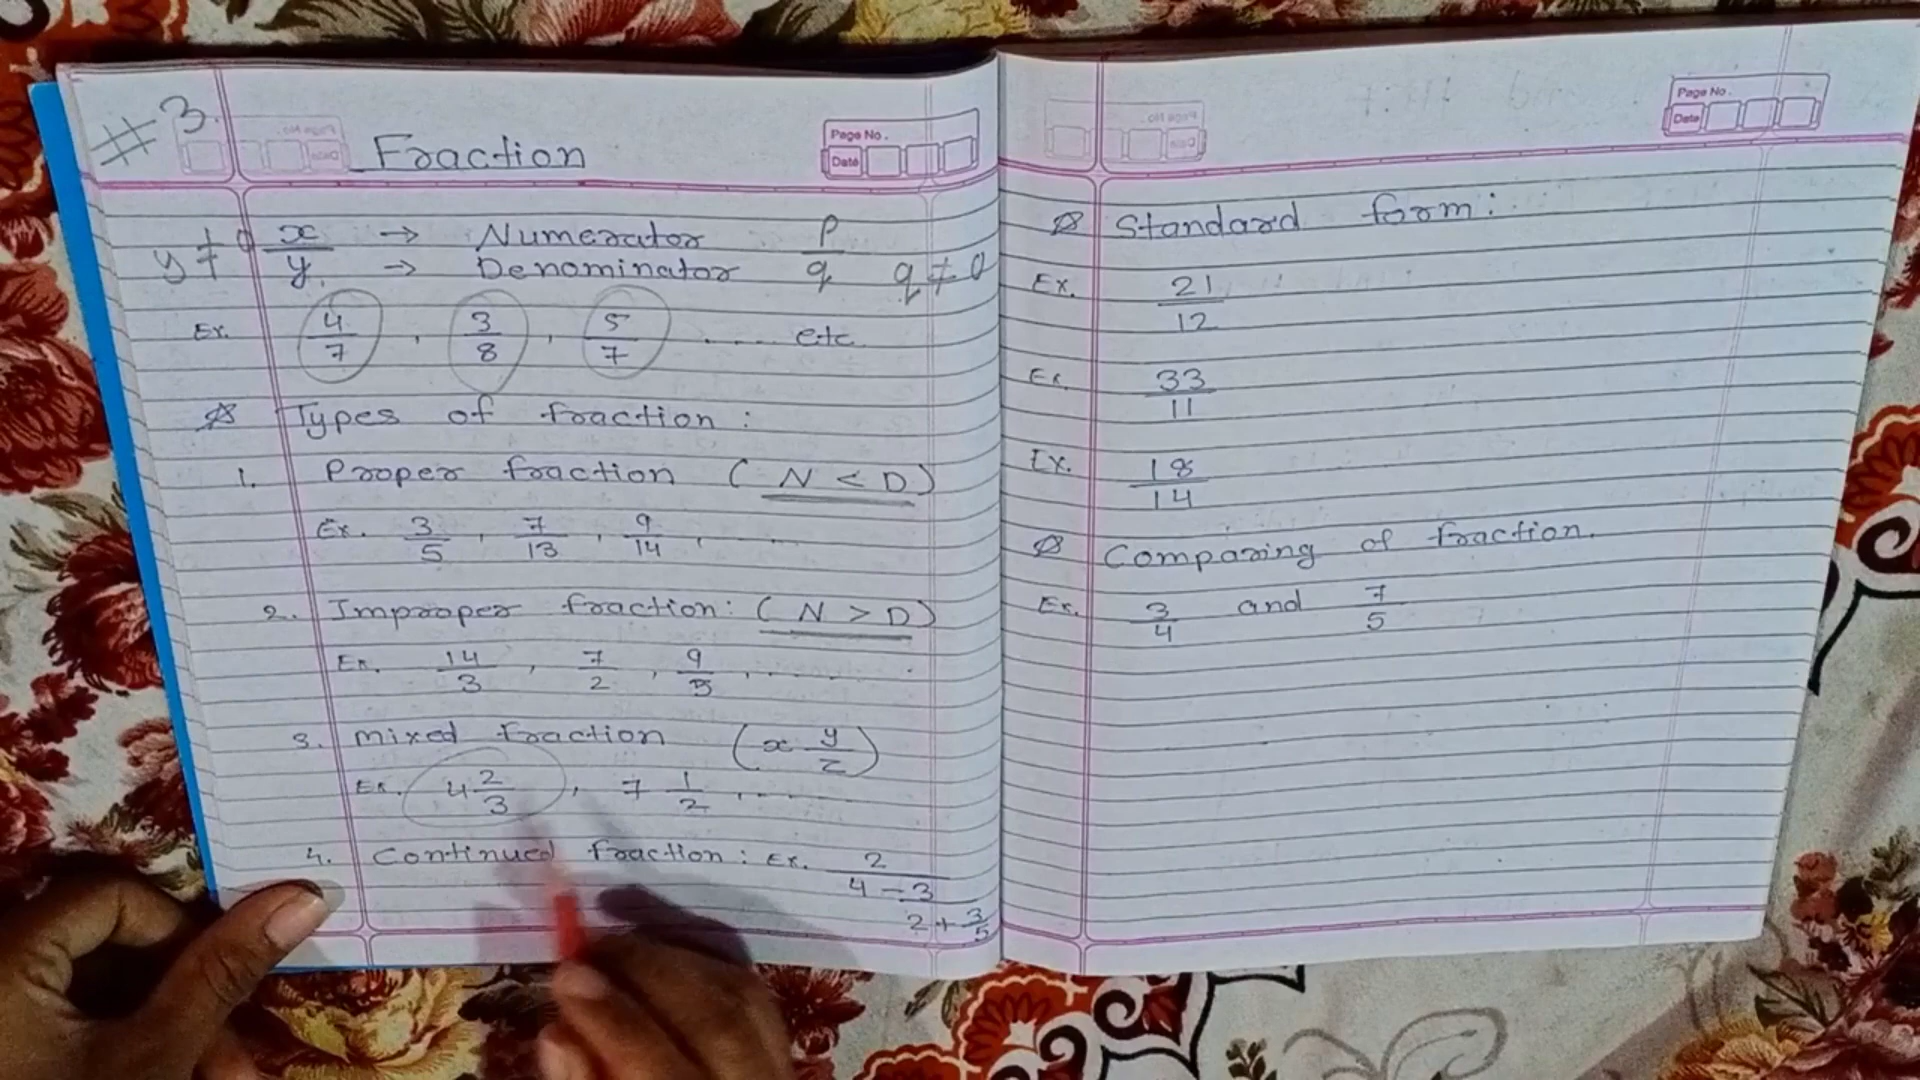 #3.
Fraction
Page No.
Date
y ≠ 0 x/y → Numerator p/q q ≠ 0
→ Denominator
Ex. 4/7, 3/8, 5/7 ..... etc
Types of fraction :
1. Proper fraction ( N < D )
Ex. 3/5, 7/13, 9/14, .....
2. Improper fraction: ( N > D )
Ex. 14/3, 7/2, 9/5, .......
3. mixed fraction (x y/z)
Ex. 4 2/3, 7 1/2, .....
4. Continued fraction : Ex. 2
4 - 3
2 + 3/5
Page No.
Date
Standard form :
Ex. 21/12
Ex. 33/11
Ex. 18/14
Comparing of fraction.
Ex. 3/4 and 7/5